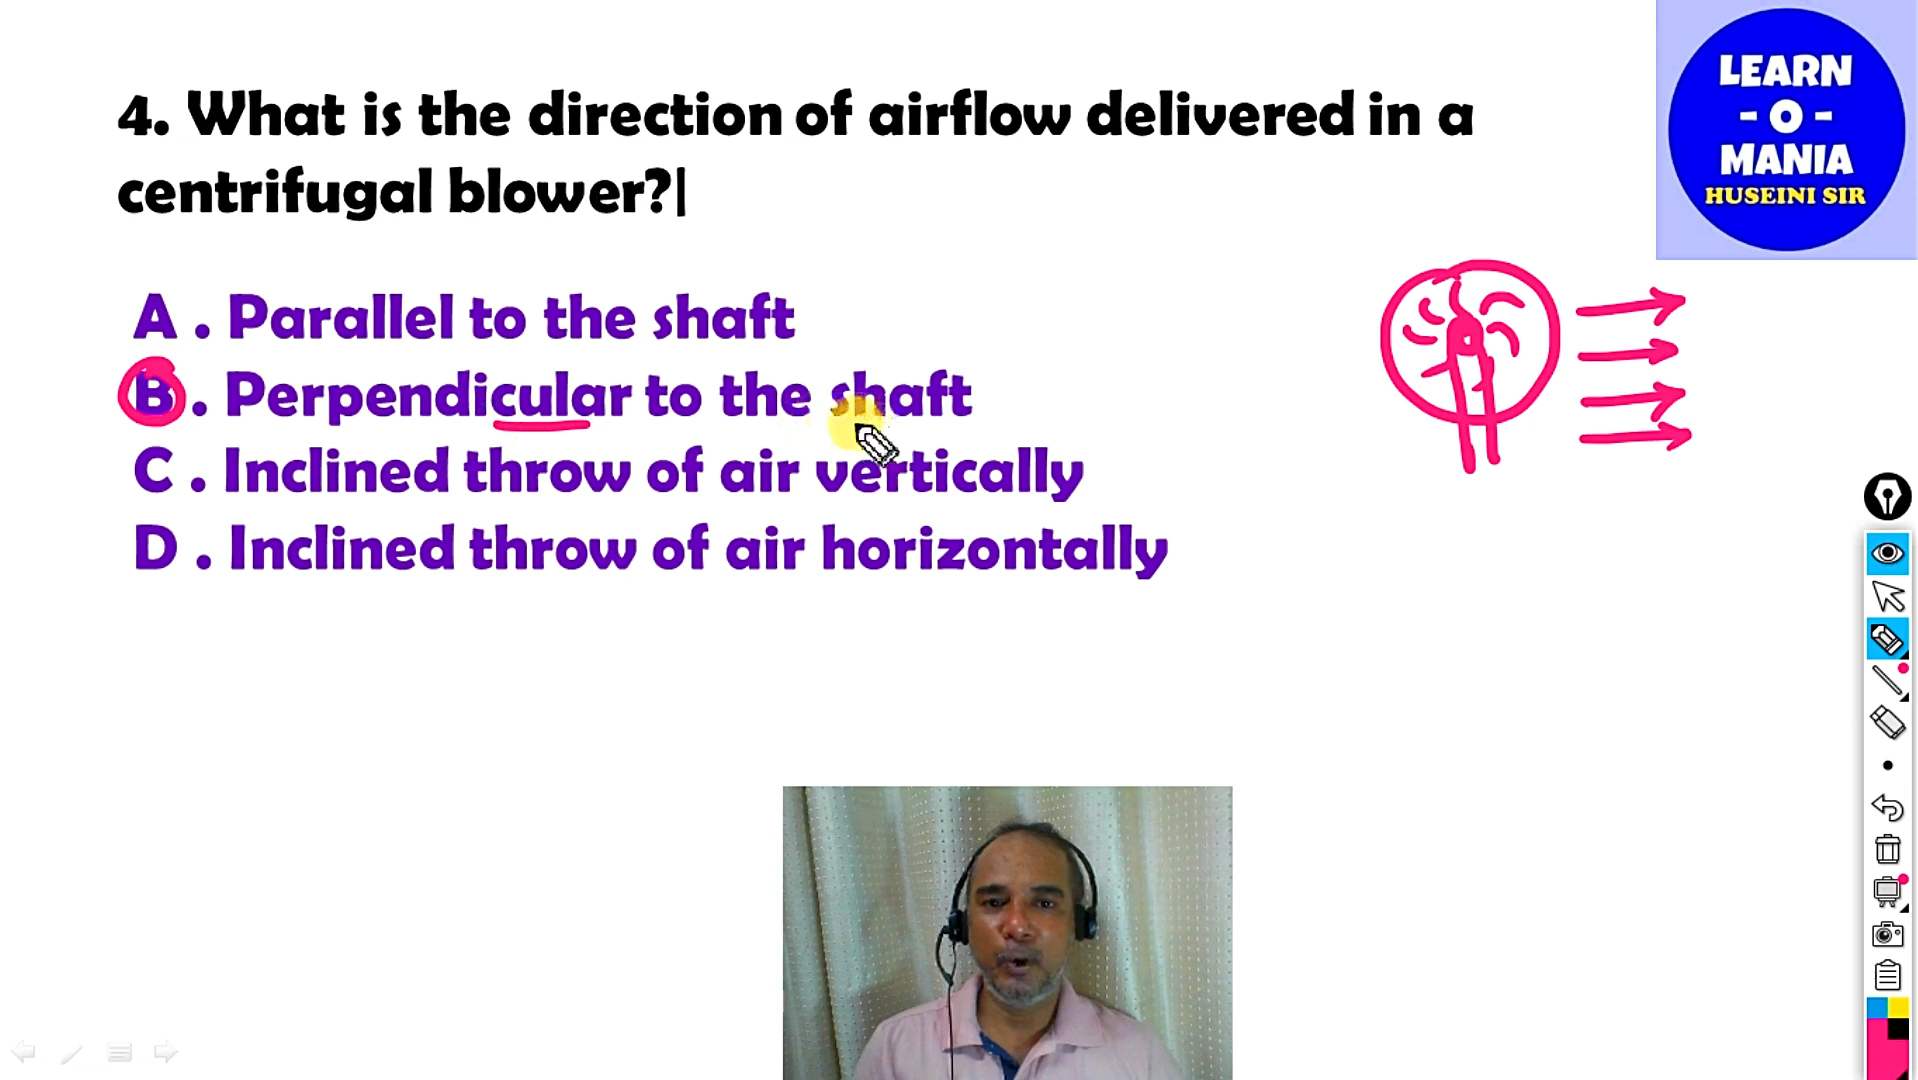 4. What is the direction of airflow delivered in a
centrifugal blower?|
A . Parallel to the shaft
B . Perpendicular to the shaft
C . Inclined throw of air vertically
D . Inclined throw of air horizontally
LEARN
- O -
MANIA
HUSEINI SIR